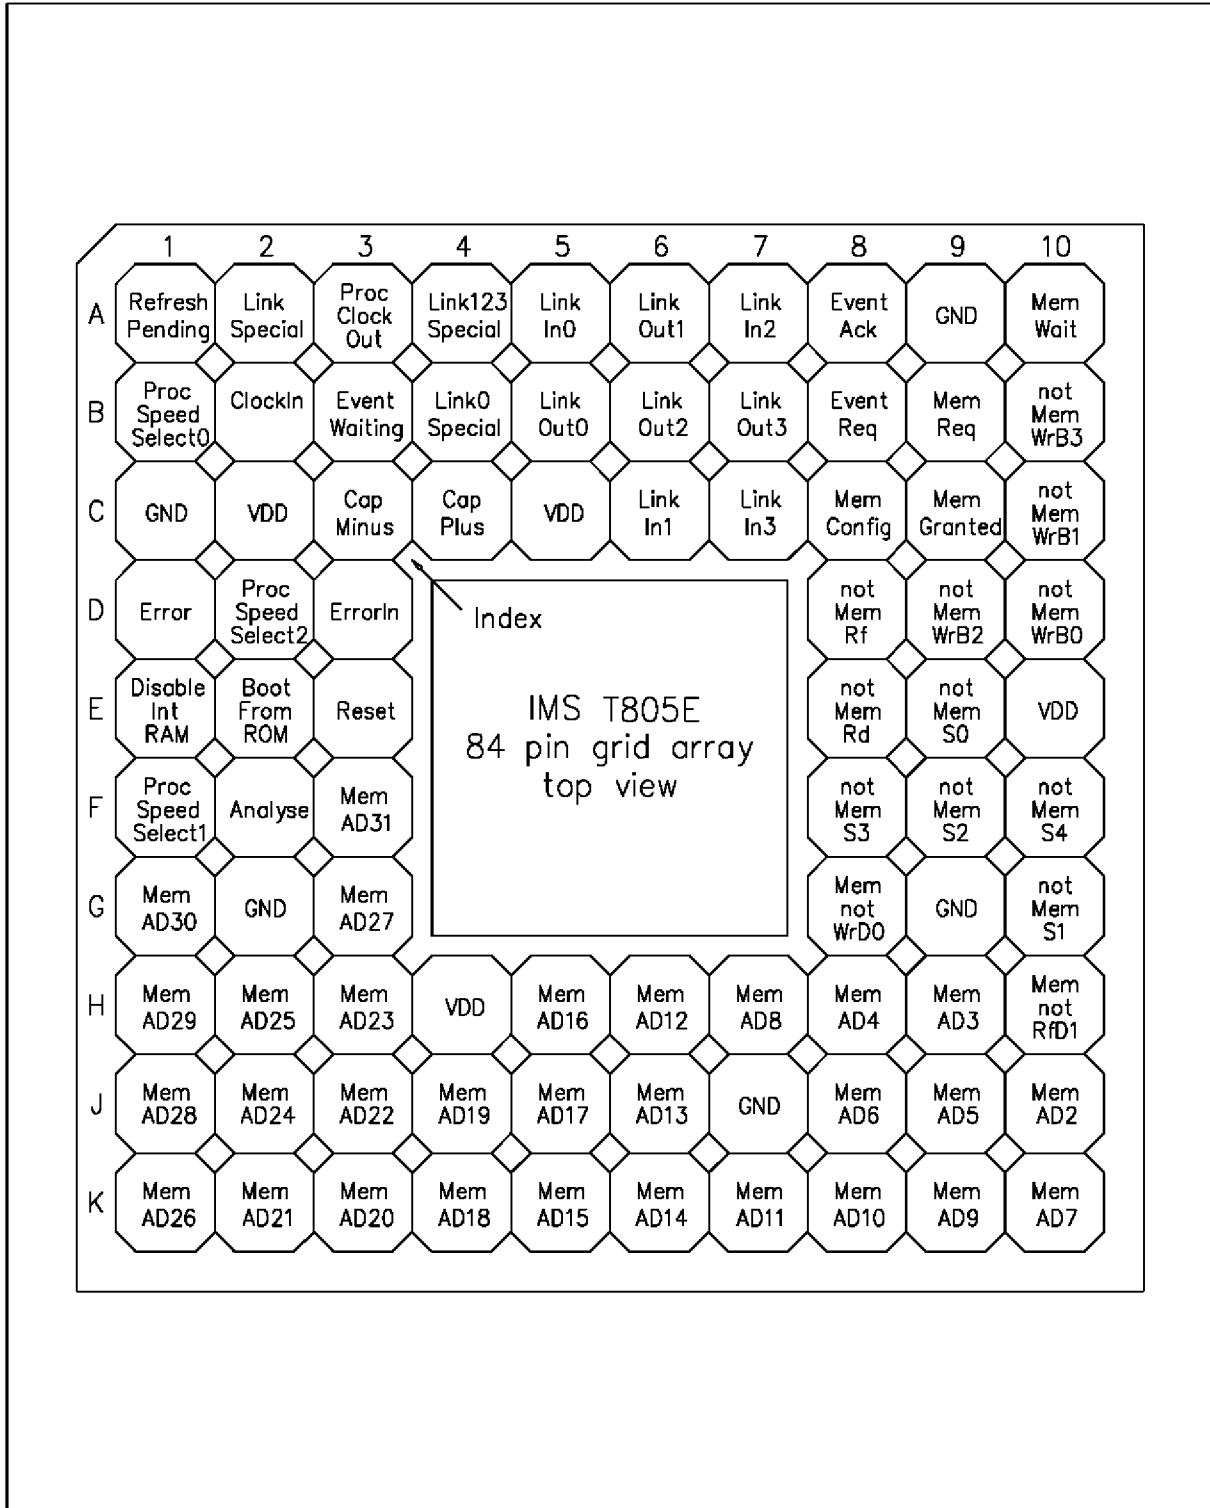 1 2 3 4 5 6 7 8 9 10
A
Refresh
Pending
Link
Special
Proc
Clock
Out
Link123
Special
Link
In0
Link
Out1
Link
In2
Event
Ack
GND
Mem
Wait
B
Proc
Speed
Select0
ClockIn
Event
Waiting
Link0
Special
Link
Out0
Link
Out2
Link
Out3
Event
Req
Mem
Req
not
Mem
WrB3
C
GND
VDD
Cap
Minus
Cap
Plus
VDD
Link
In1
Link
In3
Mem
Config
Mem
Granted
not
Mem
WrB1
D
Error
Proc
Speed
Select2
ErrorIn
Index
not
Mem
Rf
not
Mem
WrB2
not
Mem
WrB0
E
Disable
Int
RAM
Boot
From
ROM
Reset
IMS T805E
84 pin grid array
top view
not
Mem
Rd
not
Mem
S0
VDD
F
Proc
Speed
Select1
Analyse
Mem
AD31
not
Mem
S3
not
Mem
S2
not
Mem
S4
G
Mem
AD30
GND
Mem
AD27
Mem
not
WrD0
GND
not
Mem
S1
H
Mem
AD29
Mem
AD25
Mem
AD23
VDD
Mem
AD16
Mem
AD12
Mem
AD8
Mem
AD4
Mem
AD3
Mem
not
RfD1
J
Mem
AD28
Mem
AD24
Mem
AD22
Mem
AD19
Mem
AD17
Mem
AD13
GND
Mem
AD6
Mem
AD5
Mem
AD2
K
Mem
AD26
Mem
AD21
Mem
AD20
Mem
AD18
Mem
AD15
Mem
AD14
Mem
AD11
Mem
AD10
Mem
AD9
Mem
AD7